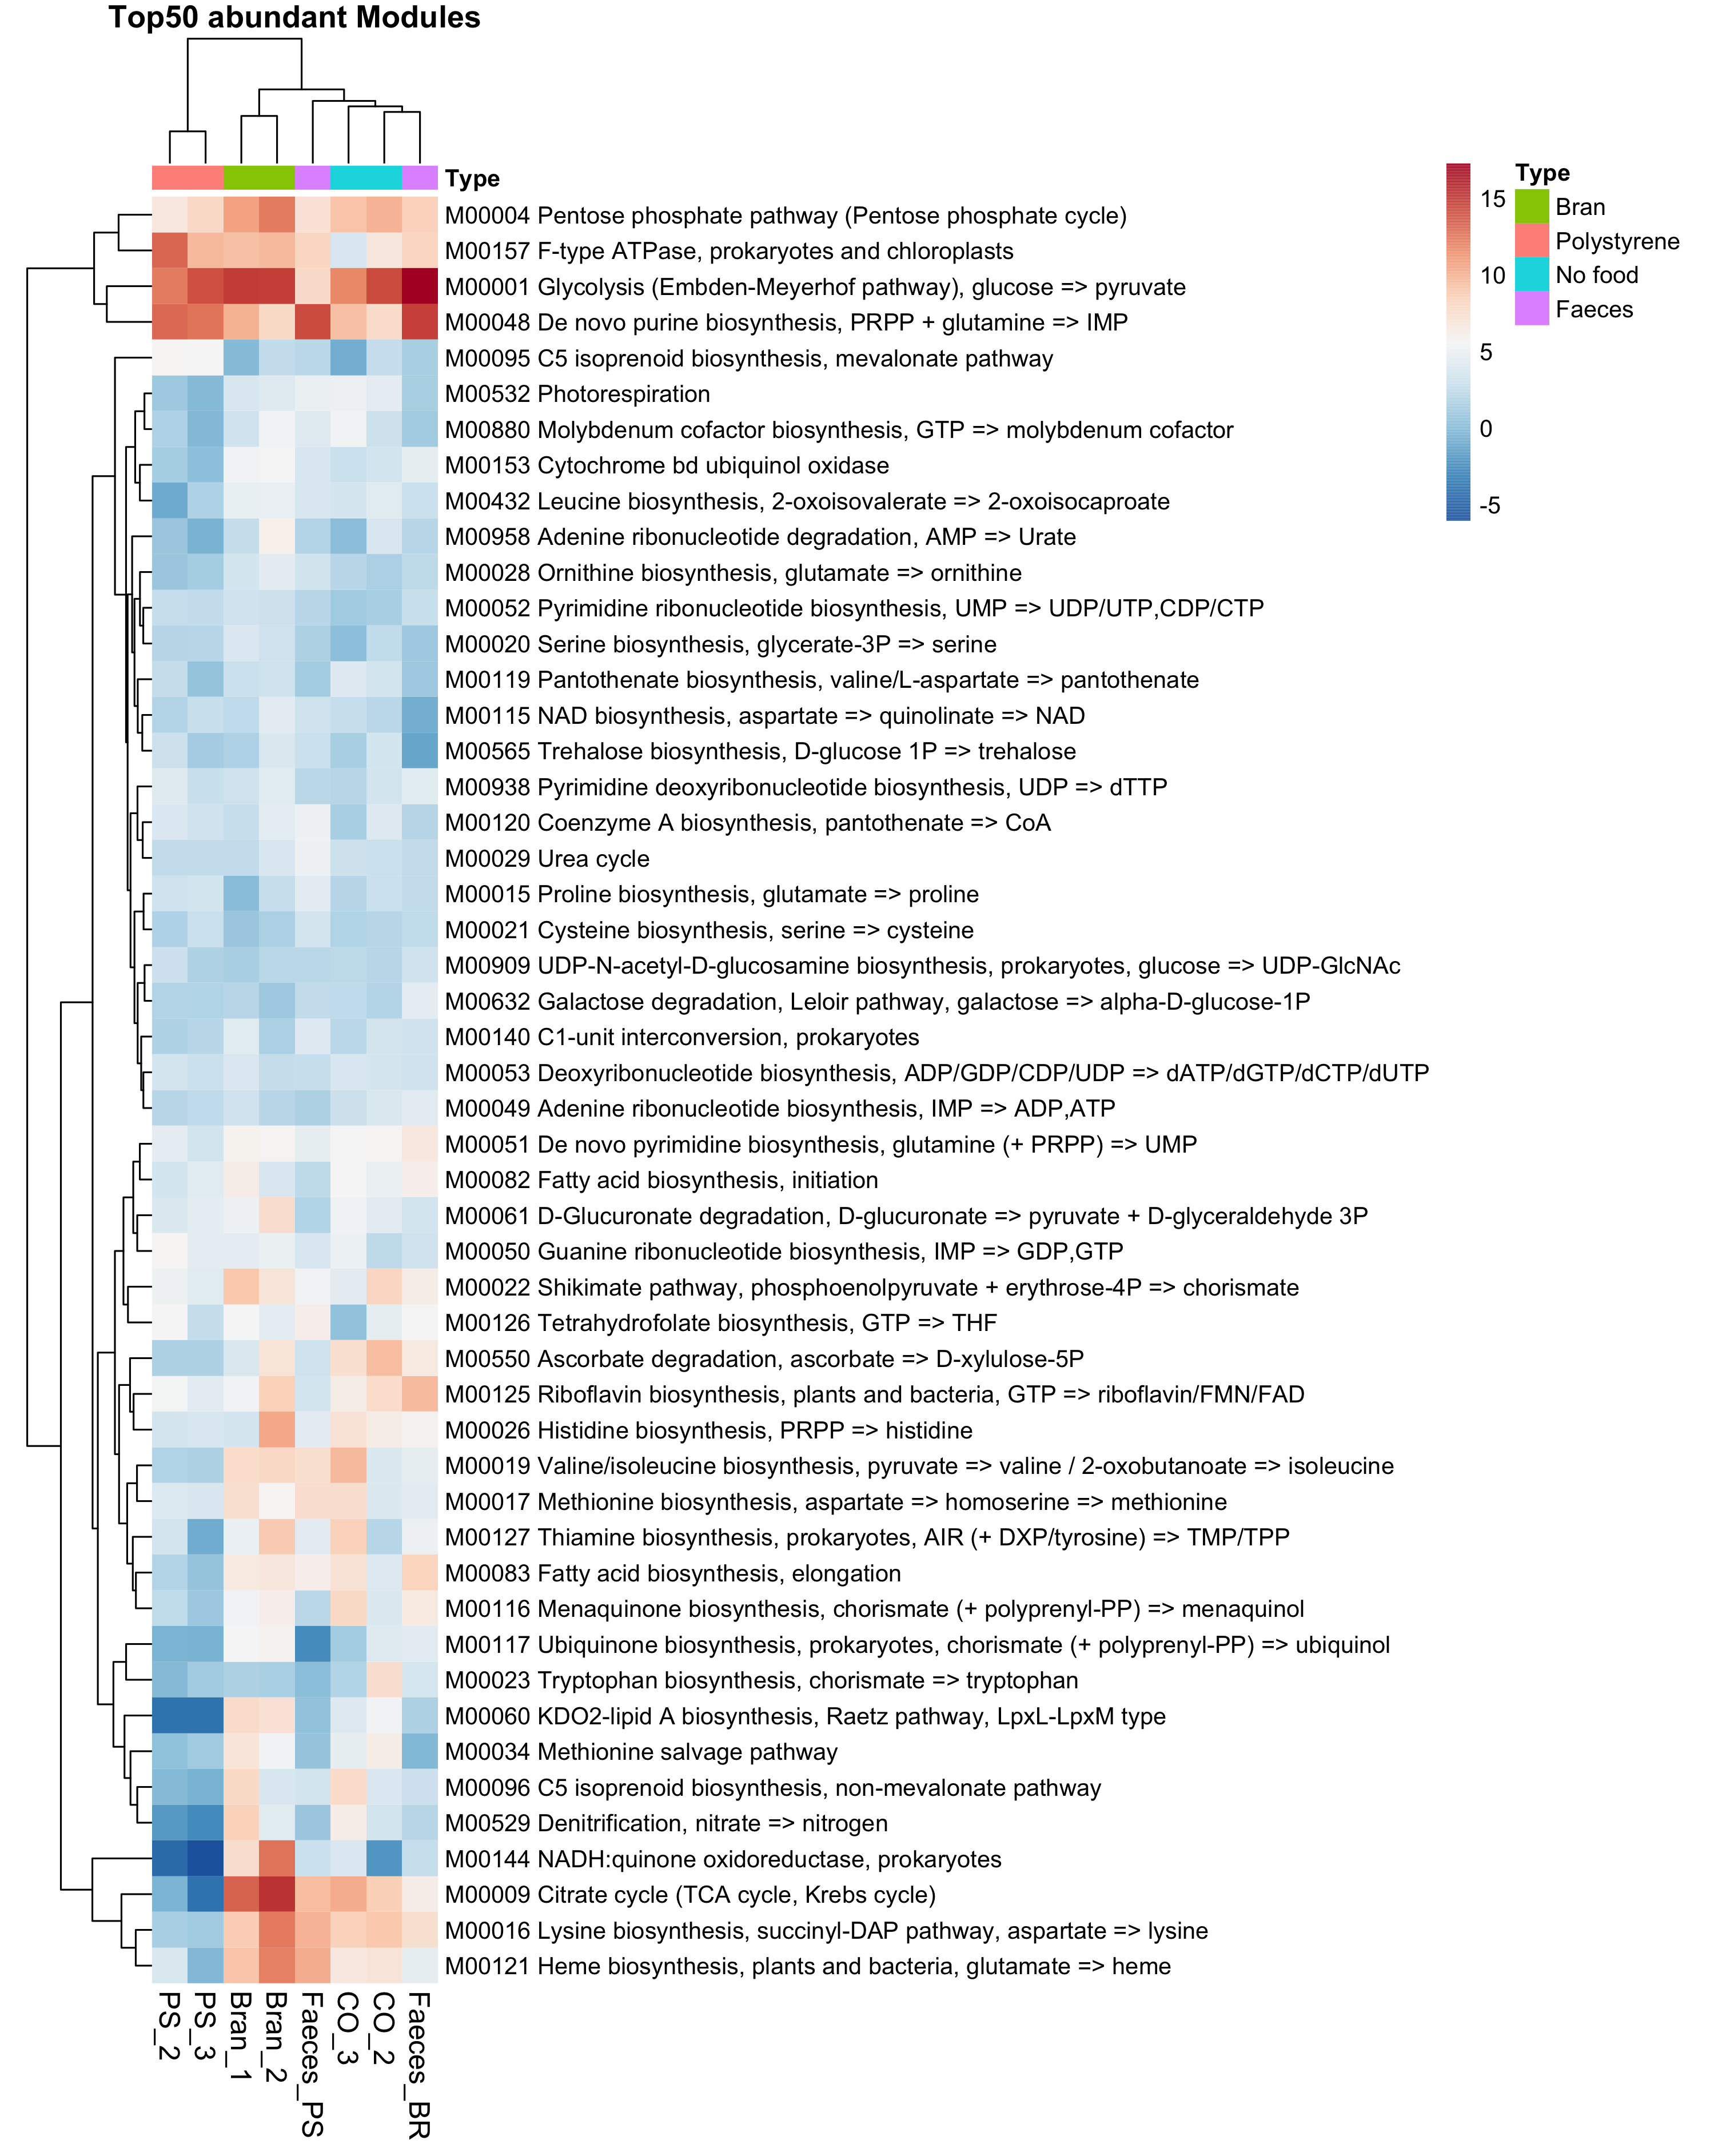 Top50 abundant Modules
Type
M00004 Pentose phosphate pathway (Pentose phosphate cycle)
M00157 F-type ATPase, prokaryotes and chloroplasts
M00001 Glycolysis (Embden-Meyerhof pathway), glucose => pyruvate
M00048 De novo purine biosynthesis, PRPP + glutamine => IMP
M00095 C5 isoprenoid biosynthesis, mevalonate pathway
M00532 Photorespiration
M00880 Molybdenum cofactor biosynthesis, GTP => molybdenum cofactor
M00153 Cytochrome bd ubiquinol oxidase
M00432 Leucine biosynthesis, 2-oxoisovalerate => 2-oxoisocaproate
M00958 Adenine ribonucleotide degradation, AMP => Urate
M00028 Ornithine biosynthesis, glutamate => ornithine
M00052 Pyrimidine ribonucleotide biosynthesis, UMP => UDP/UTP,CDP/CTP
M00020 Serine biosynthesis, glycerate-3P => serine
M00119 Pantothenate biosynthesis, valine/L-aspartate => pantothenate
M00115 NAD biosynthesis, aspartate => quinolinate => NAD
M00565 Trehalose biosynthesis, D-glucose 1P => trehalose
M00938 Pyrimidine deoxyribonucleotide biosynthesis, UDP => dTTP
M00120 Coenzyme A biosynthesis, pantothenate => CoA
M00029 Urea cycle
M00015 Proline biosynthesis, glutamate => proline
M00021 Cysteine biosynthesis, serine => cysteine
M00909 UDP-N-acetyl-D-glucosamine biosynthesis, prokaryotes, glucose => UDP-GlcNAc
M00632 Galactose degradation, Leloir pathway, galactose => alpha-D-glucose-1P
M00140 C1-unit interconversion, prokaryotes
M00053 Deoxyribonucleotide biosynthesis, ADP/GDP/CDP/UDP => dATP/dGTP/dCTP/dUTP
M00049 Adenine ribonucleotide biosynthesis, IMP => ADP,ATP
M00051 De novo pyrimidine biosynthesis, glutamine (+ PRPP) => UMP
M00082 Fatty acid biosynthesis, initiation
M00061 D-Glucuronate degradation, D-glucuronate => pyruvate + D-glyceraldehyde 3P
M00050 Guanine ribonucleotide biosynthesis, IMP => GDP,GTP
M00022 Shikimate pathway, phosphoenolpyruvate + erythrose-4P => chorismate
M00126 Tetrahydrofolate biosynthesis, GTP => THF
M00550 Ascorbate degradation, ascorbate => D-xylulose-5P
M00125 Riboflavin biosynthesis, plants and bacteria, GTP => riboflavin/FMN/FAD
M00026 Histidine biosynthesis, PRPP => histidine
M00019 Valine/isoleucine biosynthesis, pyruvate => valine / 2-oxobutanoate => isoleucine
M00017 Methionine biosynthesis, aspartate => homoserine => methionine
M00127 Thiamine biosynthesis, prokaryotes, AIR (+ DXP/tyrosine) => TMP/TPP
M00083 Fatty acid biosynthesis, elongation
M00116 Menaquinone biosynthesis, chorismate (+ polyprenyl-PP) => menaquinol
M00117 Ubiquinone biosynthesis, prokaryotes, chorismate (+ polyprenyl-PP) => ubiquinol
M00023 Tryptophan biosynthesis, chorismate => tryptophan
M00060 KDO2-lipid A biosynthesis, Raetz pathway, LpxL-LpxM type
M00034 Methionine salvage pathway
M00096 C5 isoprenoid biosynthesis, non-mevalonate pathway
M00529 Denitrification, nitrate => nitrogen
M00144 NADH:quinone oxidoreductase, prokaryotes
M00009 Citrate cycle (TCA cycle, Krebs cycle)
M00016 Lysine biosynthesis, succinyl-DAP pathway, aspartate => lysine
M00121 Heme biosynthesis, plants and bacteria, glutamate => heme
PS_2
PS_3
Bran_1
Bran_2
Faeces_PS
CO_3
CO_2
Faeces_BR
15
10
5
0
-5
Type
Bran
Polystyrene
No food
Faeces